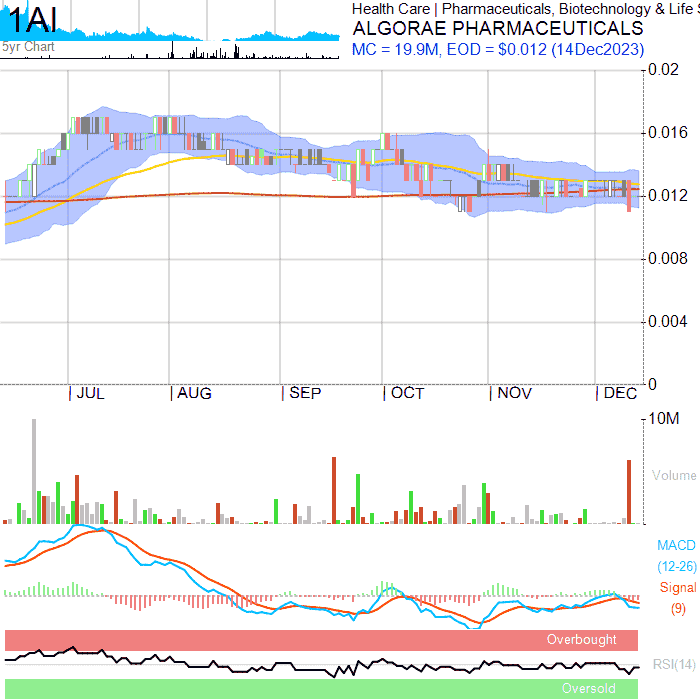 1AI
5yr Chart
Health Care | Pharmaceuticals, Biotechnology & Life S
ALGORAE PHARMACEUTICALS
MC = 19.9M, EOD = $0.012 (14Dec2023)
0.02
0.016
0.012
0.008
0.004
0
JUL AUG SEP OCT NOV DEC
10M
Volume
MACD
(12-26)
Signal
(9)
Overbought
RSI(14)
Oversold